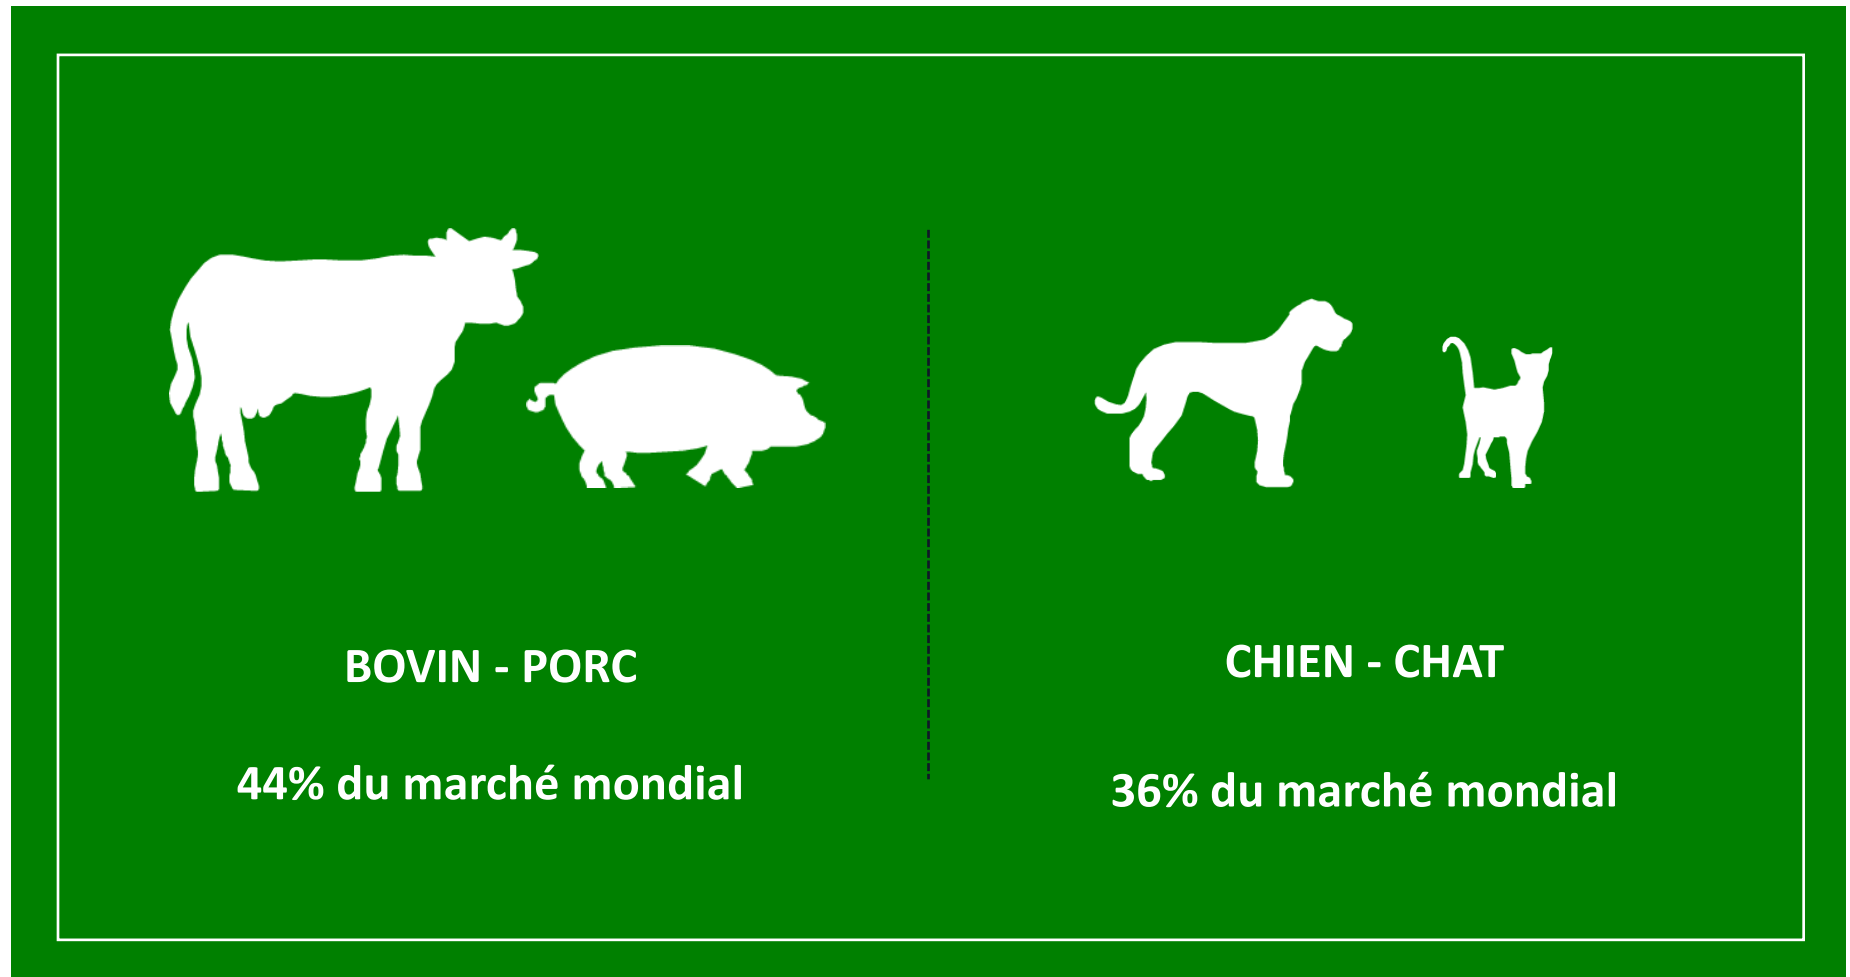 BOVIN - PORC
44% du marché mondial
CHIEN - CHAT
36% du marché mondial